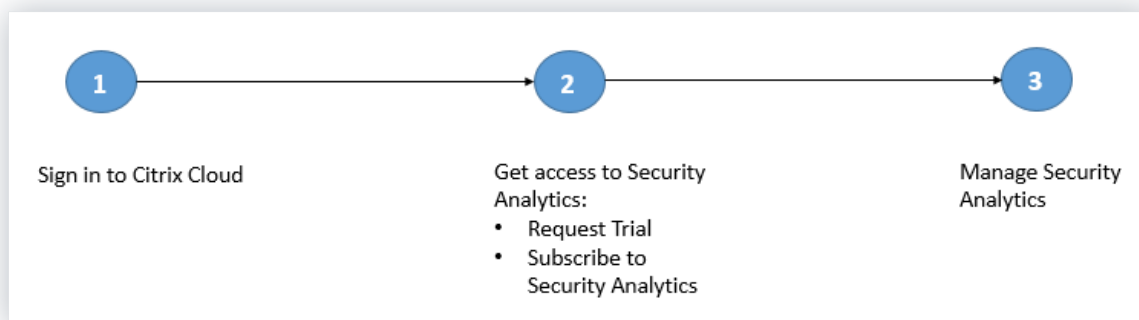 1
2
3
Sign in to Citrix Cloud
Get access to Security
Analytics:
• Request Trial
• Subscribe to
Security Analytics
Manage Security
Analytics